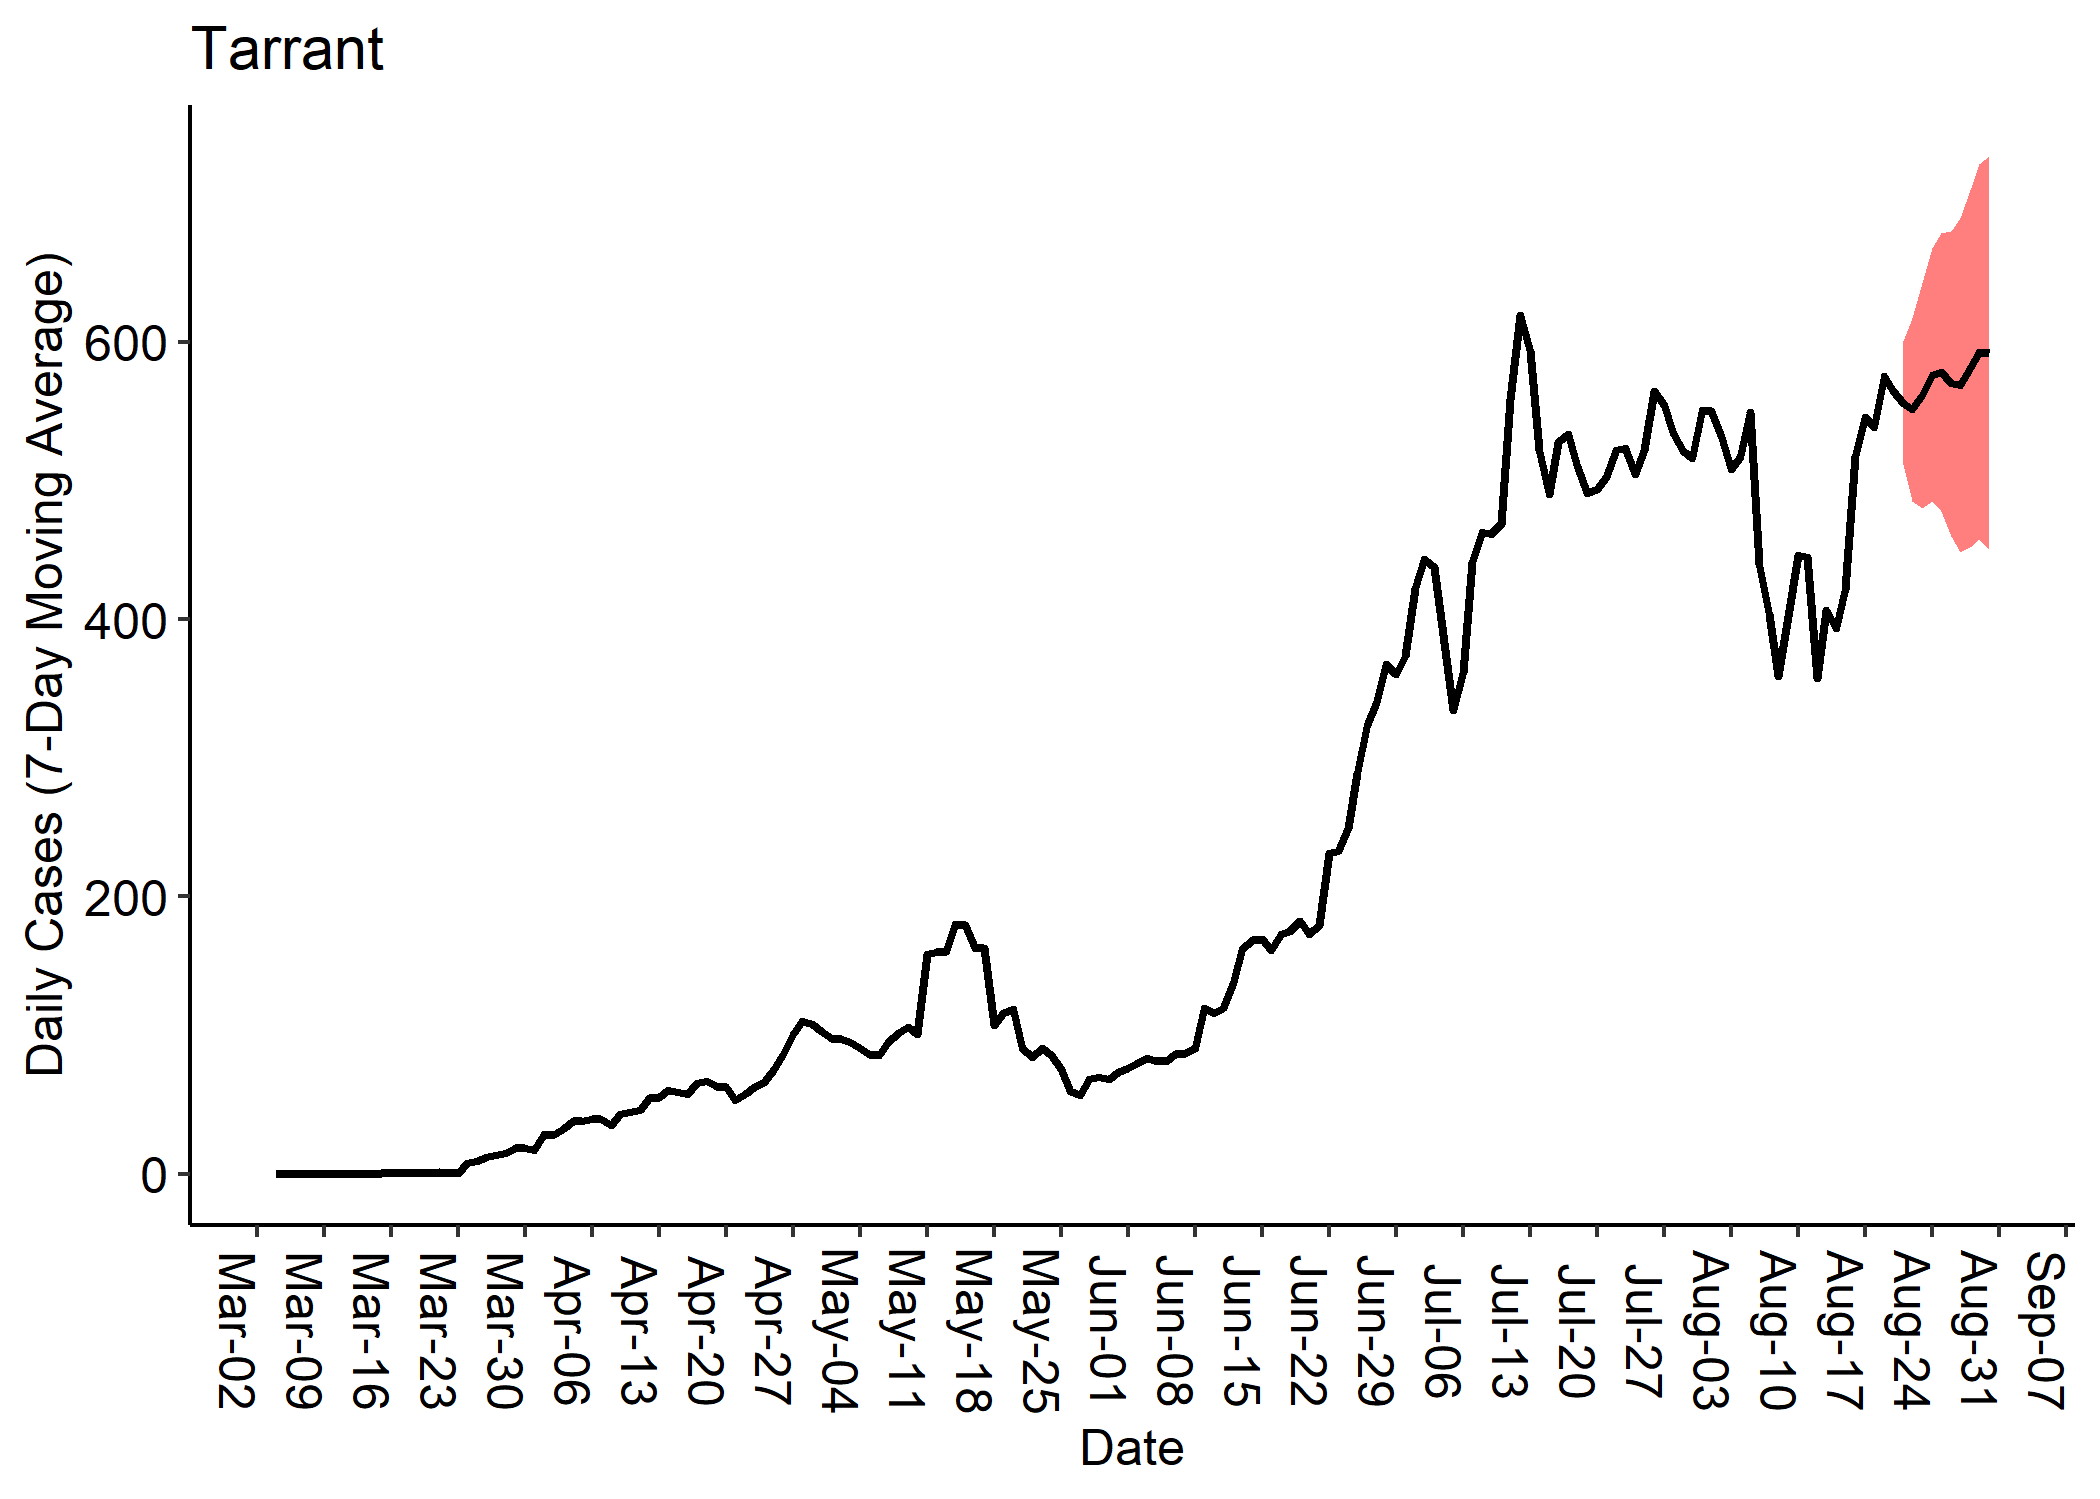 Tarrant
Daily Cases (7-Day Moving Average)
600
400
200
0
Mar-02
Mar-09
Mar-16
Mar-23
Mar-30
Apr-06
Apr-13
Apr-20
Apr-27
May-04
May-11
May-18
May-25
Jun-01
Jun-08
Jun-15
Jun-22
Jun-29
Jul-06
Jul-13
Jul-20
Jul-27
Aug-03
Aug-10
Aug-17
Aug-24
Aug-31
Sep-07
Date